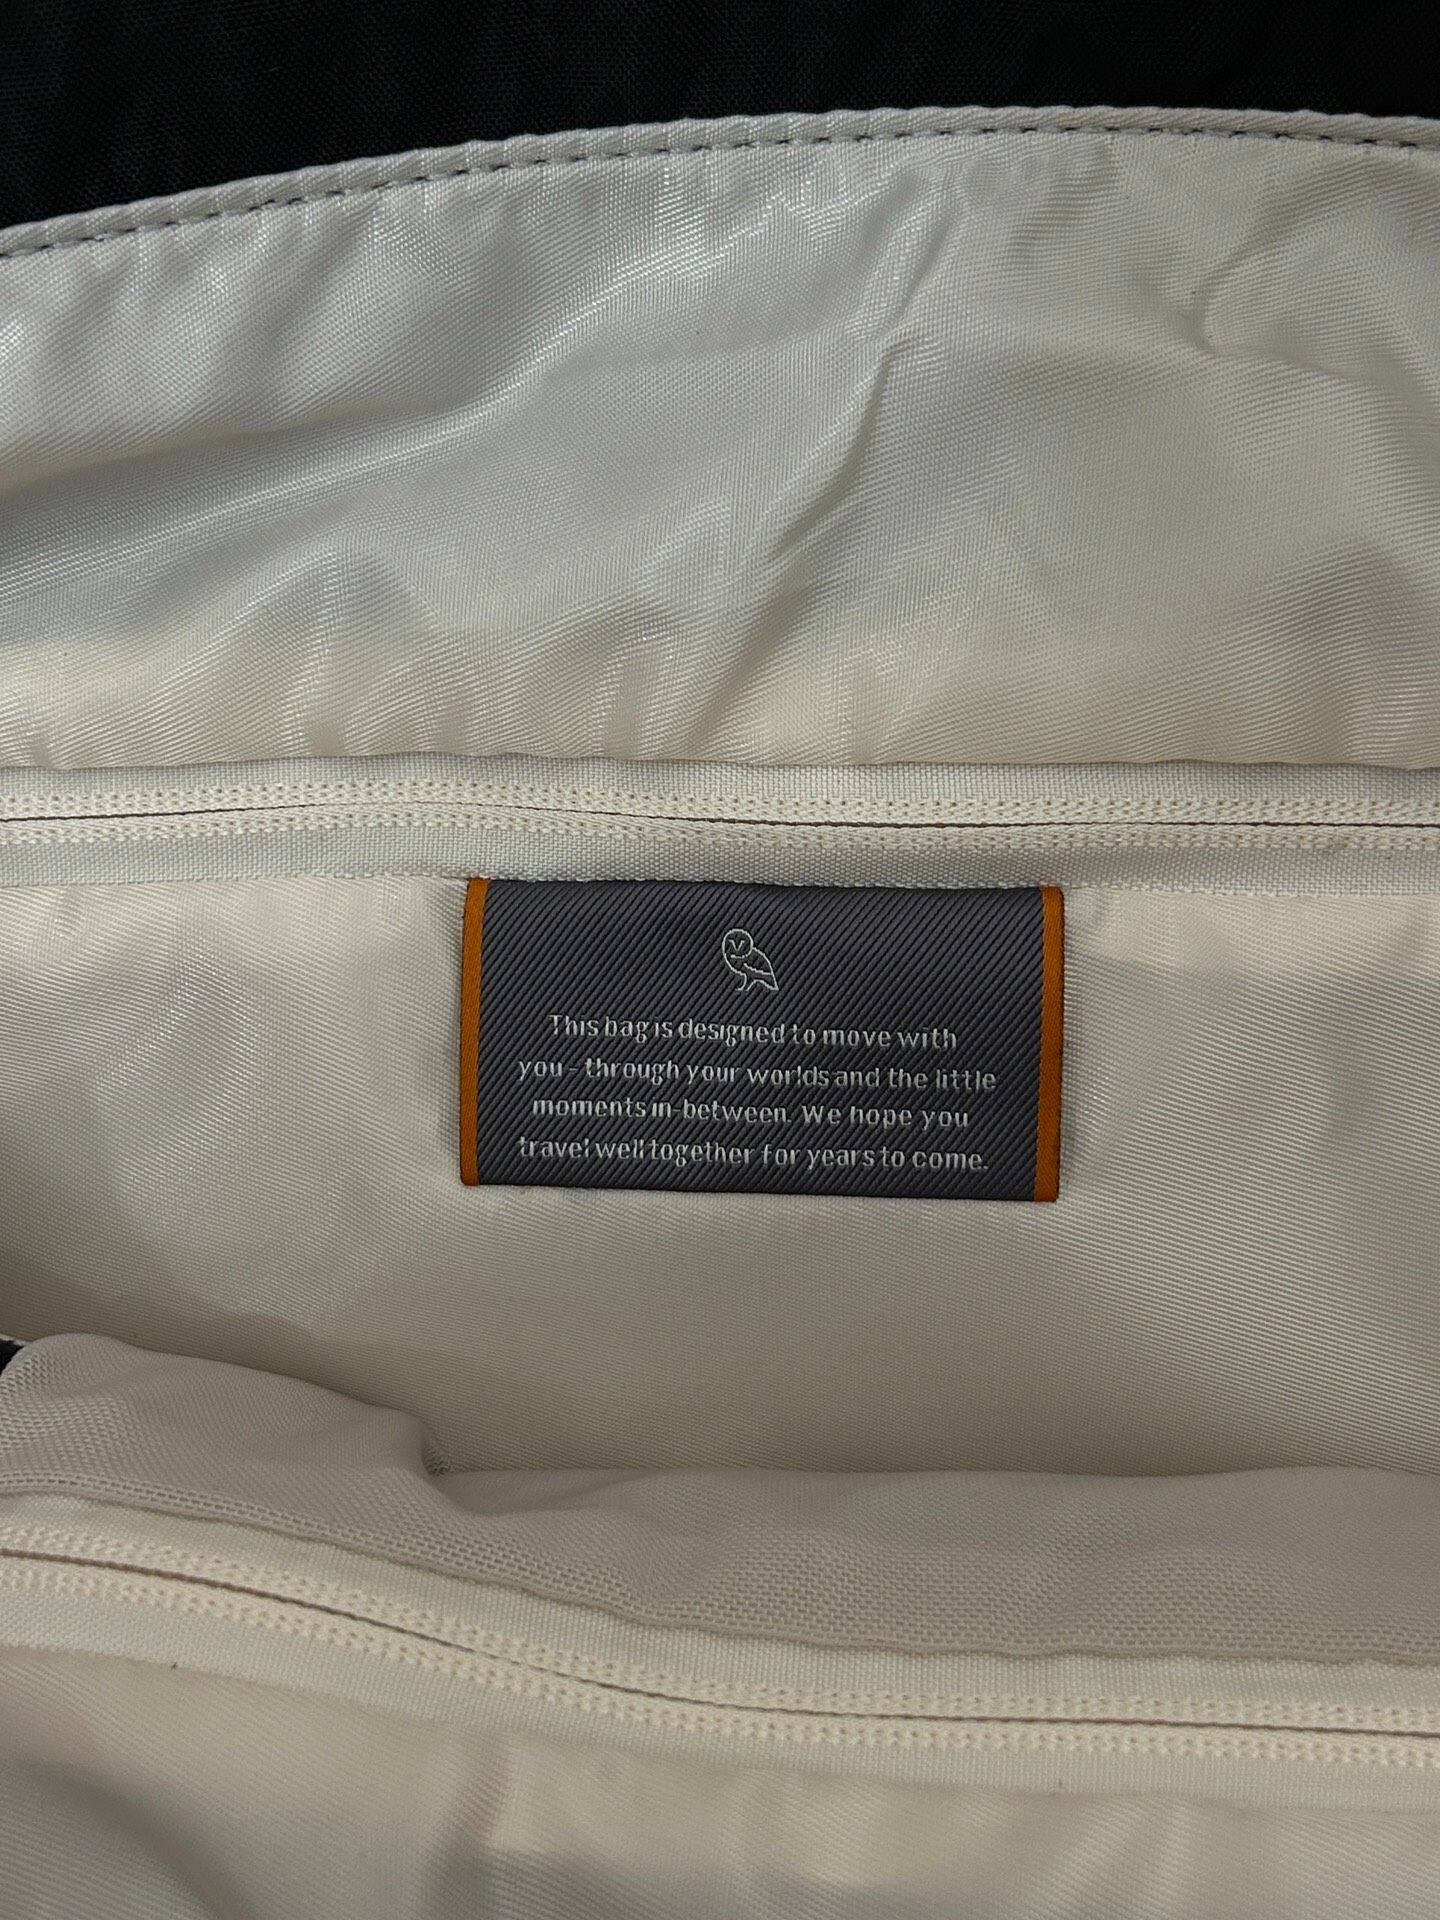 This bag is designed to move with
you - through your worlds and the little
moments in-between. We hope you
travel well together for years to come.